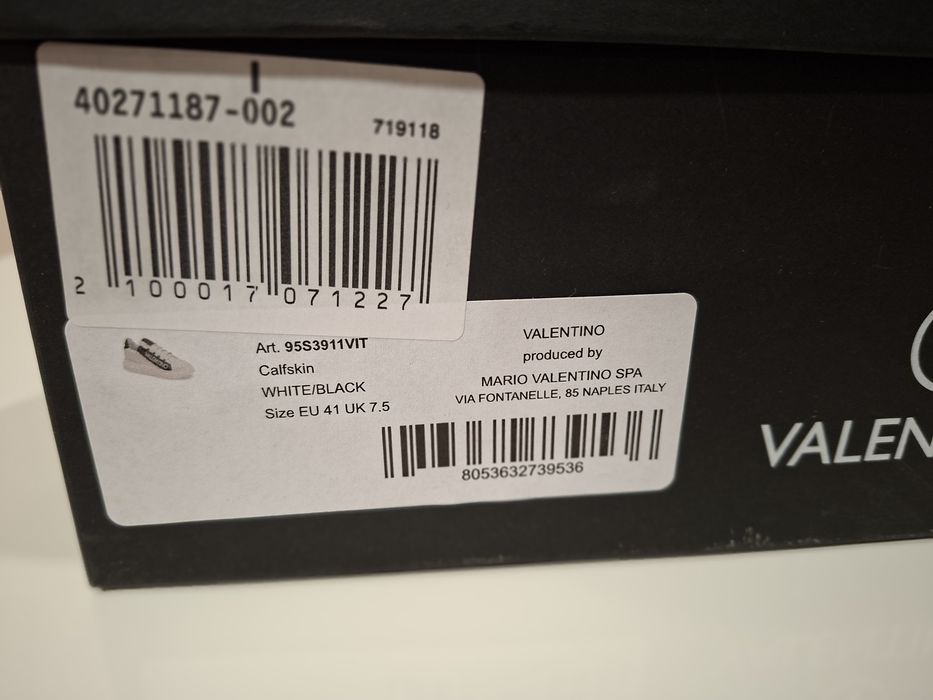 40271187-002
719118
2 100017 071227
Art. 95S3911VIT
Calfskin
WHITE/BLACK
Size EU 41 UK 7.5
VALENTINO
produced by
MARIO VALENTINO SPA
VIA FONTANELLE, 85 NAPLES ITALY
8053632739536
VALEN